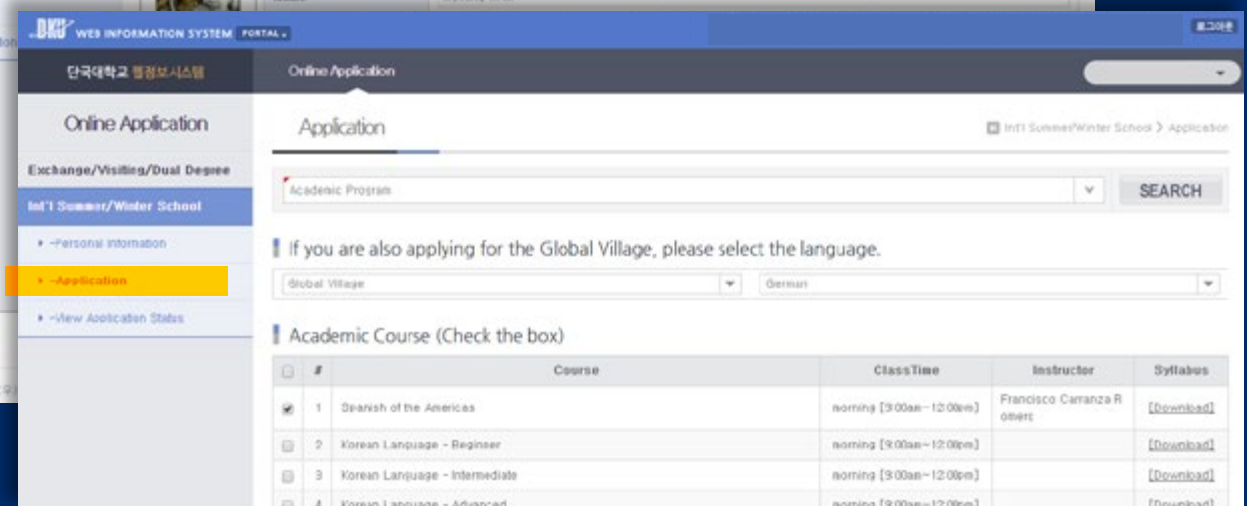 DKU WEB INFORMATION SYSTEM PORTAL
로그아웃
단국대학교 웹정보시스템
Online Application
Online Application
Application
Int'l Summer/Winter School > Application
Exchange/Visiting/Dual Degree
Int'l Summer/Winter School
-Personal Information
-Application
-View Application Status
Academic Program
SEARCH
If you are also applying for the Global Village, please select the language.
Global Village
German
Academic Course (Check the box)
# Course ClassTime Instructor Syllabus
1 Spanish of the Americas morning [9:00am~12:00pm] Francisco Carranza R
omero
[Download]
2 Korean Language - Beginner morning [9:00am~12:00pm] [Download]
3 Korean Language - Intermediate morning [9:00am~12:00pm] [Download]
4 Korean Language - Advanced morning [9:00am~12:00pm] [Download]